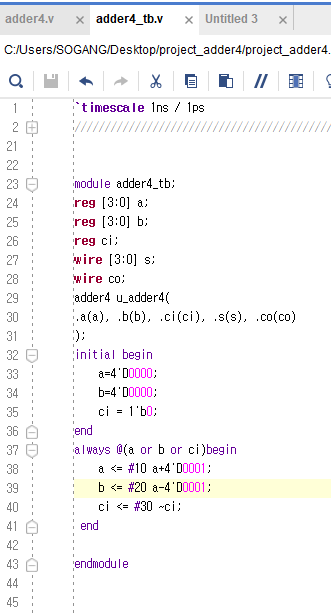 adder4.v × adder4_tb.v × Untitled 3 ×
C:/Users/SOGANG/Desktop/project_adder4/project_adder4.
1 `timescale 1ns / 1ps
2 //////////////////////////////////////
21
22
23 module adder4_tb;
24 reg [3:0] a;
25 reg [3:0] b;
26 reg ci;
27 wire [3:0] s;
28 wire co;
29 adder4 u_adder4(
30 .a(a), .b(b), .ci(ci), .s(s), .co(co)
31 );
32 initial begin
33 a=4'D0000;
34 b=4'D0000;
35 ci = 1'b0;
36 end
37 always @(a or b or ci)begin
38 a <= #10 a+4'D0001;
39 b <= #20 a-4'D0001;
40 ci <= #30 ~ci;
41 end
42
43 endmodule
44
45